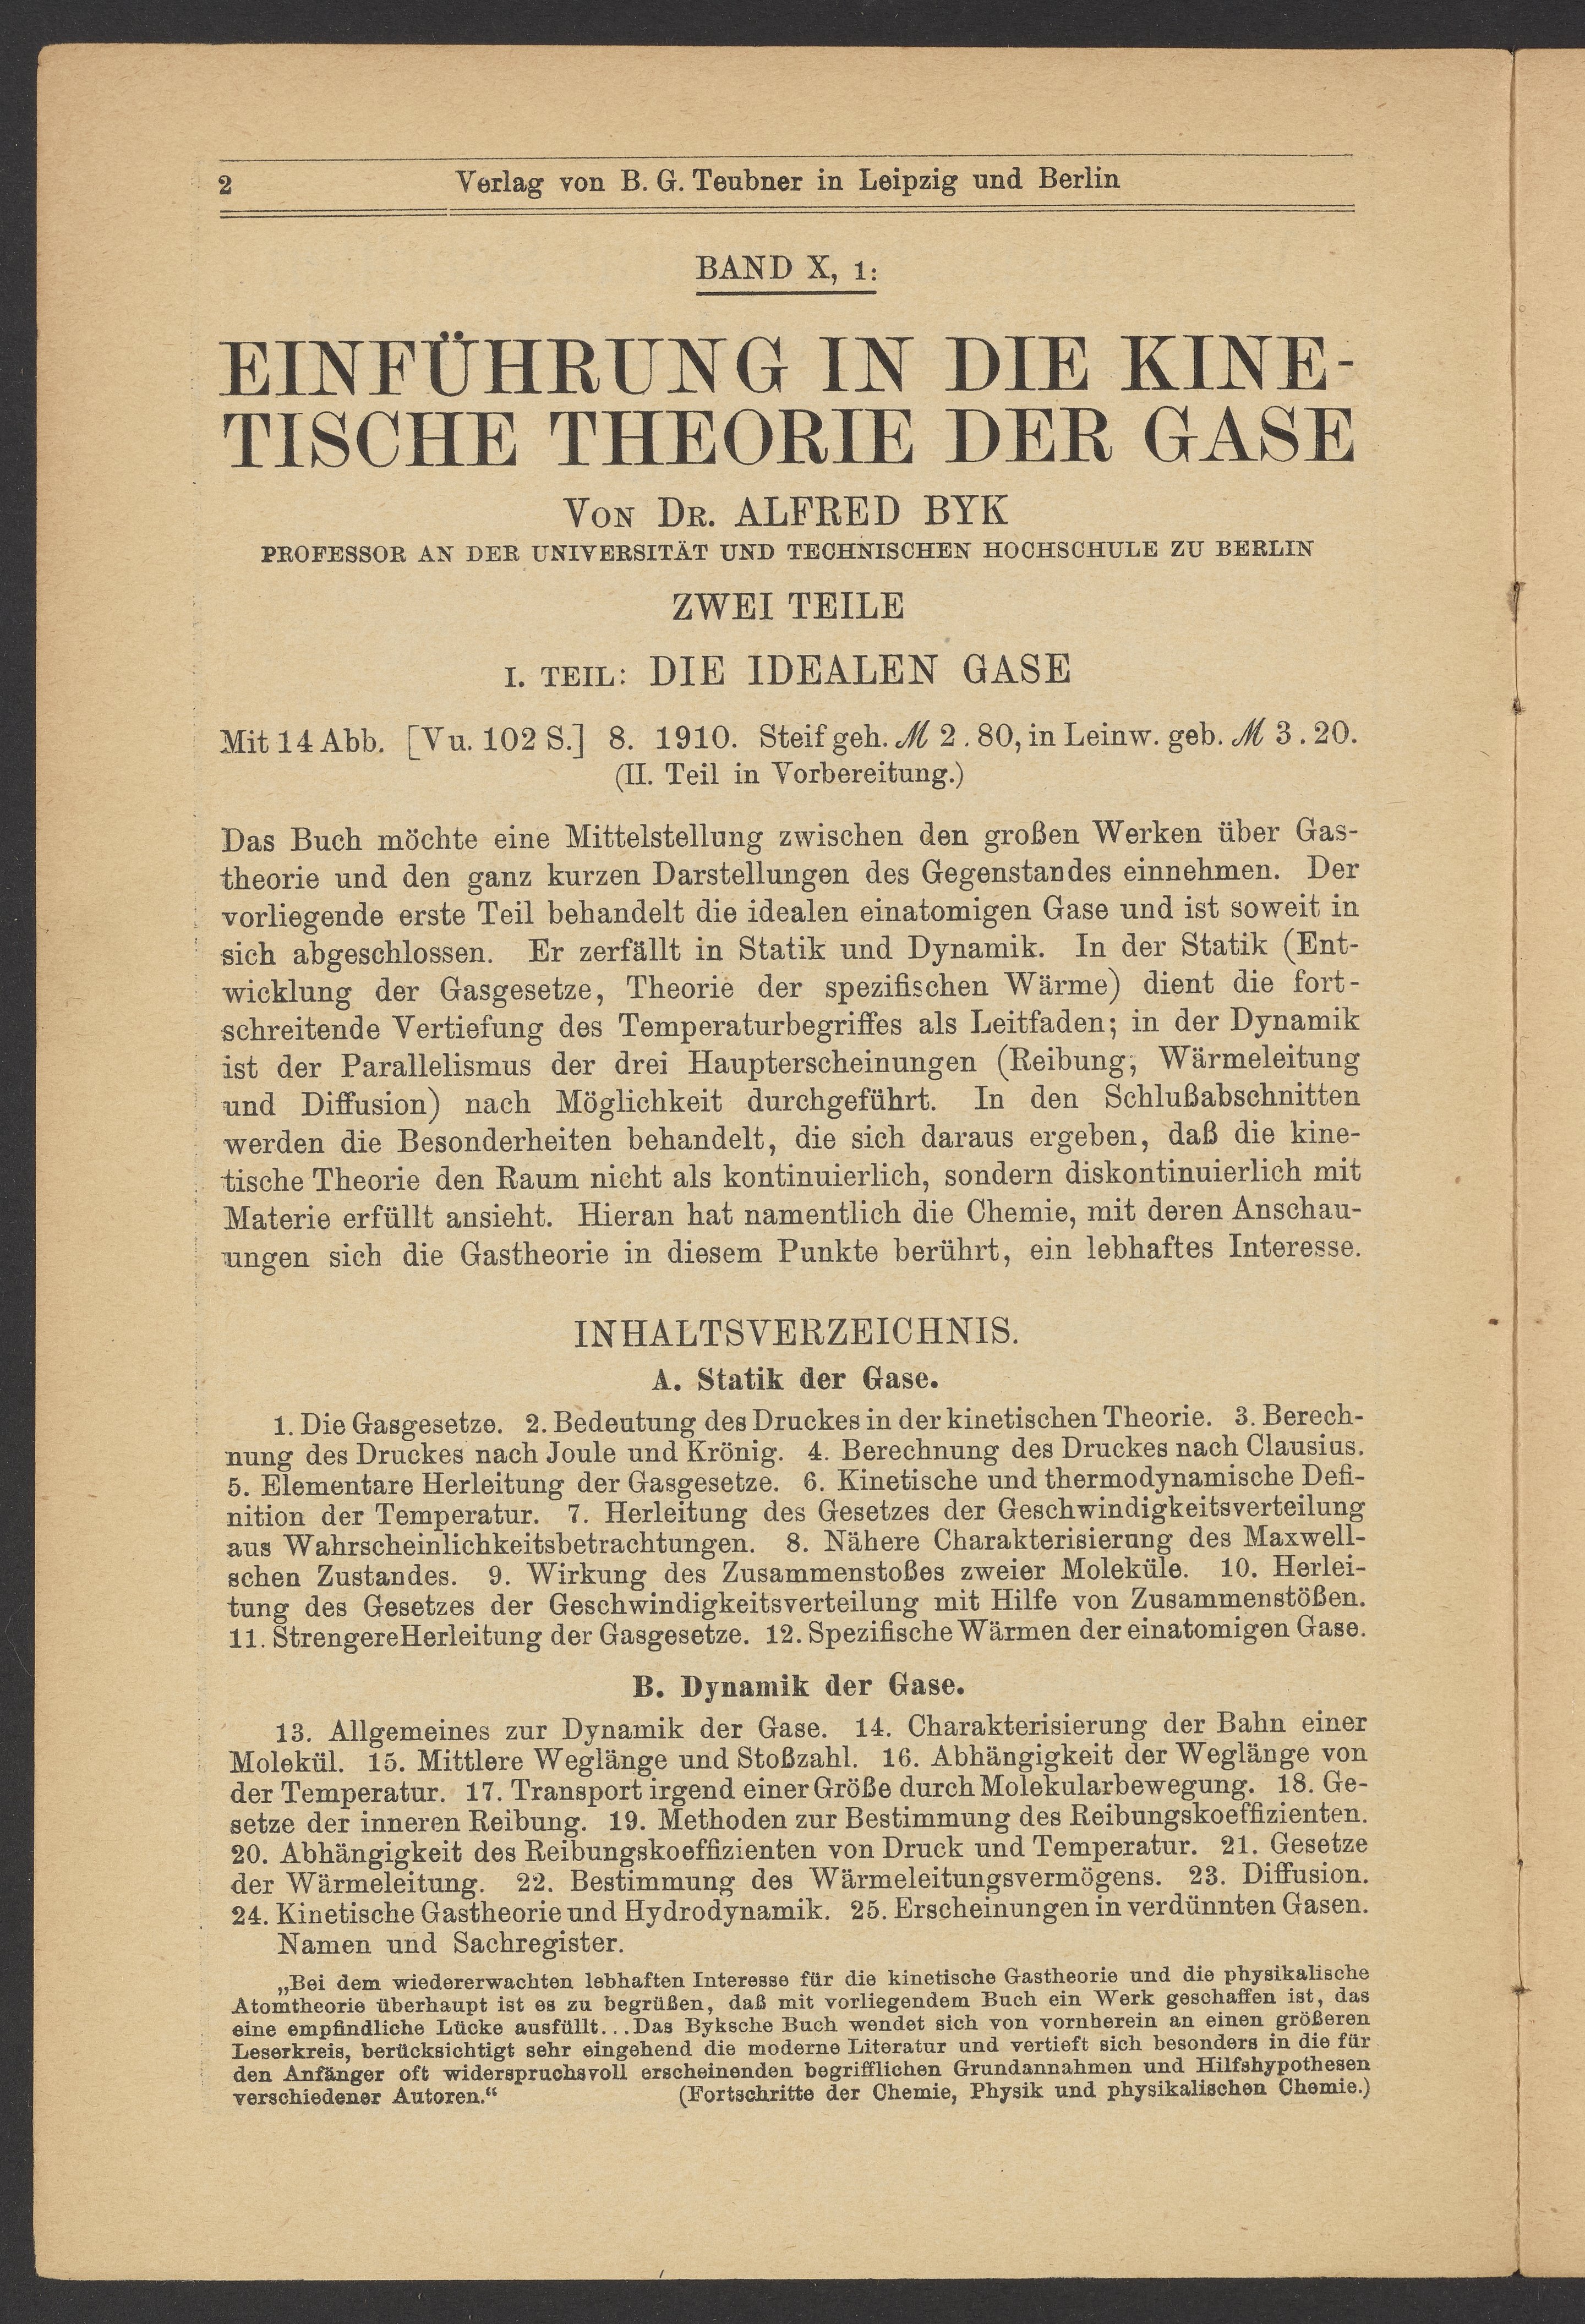 2
Verlag von B. G. Teubner in Leipzig und Berlin
BAND X, 1:
EINFÜHRUNG IN DIE KINE-
TISCHE THEORIE DER GASE
VON DR. ALFRED BYK
PROFESSOR AN DER UNIVERSITÄT UND TECHNISCHEN HOCHSCHULE ZU BERLIN
ZWEI TEILE
I. TEIL: DIE IDEALEN GASE
Mit 14 Abb. [V u. 102 S.] 8. 1910. Steif geh. ℳ 2.80, in Leinw. geb. ℳ 3.20.
(II. Teil in Vorbereitung.)
Das Buch möchte eine Mittelstellung zwischen den großen Werken über Gas-
theorie und den ganz kurzen Darstellungen des Gegenstandes einnehmen. Der
vorliegende erste Teil behandelt die idealen einatomigen Gase und ist soweit in
sich abgeschlossen. Er zerfällt in Statik und Dynamik. In der Statik (Ent-
wicklung der Gasgesetze, Theorie der spezifischen Wärme) dient die fort-
schreitende Vertiefung des Temperaturbegriffes als Leitfaden; in der Dynamik
ist der Parallelismus der drei Haupterscheinungen (Reibung, Wärmeleitung
und Diffusion) nach Möglichkeit durchgeführt. In den Schlußabschnitten
werden die Besonderheiten behandelt, die sich daraus ergeben, daß die kine-
tische Theorie den Raum nicht als kontinuierlich, sondern diskontinuierlich mit
Materie erfüllt ansieht. Hieran hat namentlich die Chemie, mit deren Anschau-
ungen sich die Gastheorie in diesem Punkte berührt, ein lebhaftes Interesse.
INHALTSVERZEICHNIS.
A. Statik der Gase.
1. Die Gasgesetze. 2. Bedeutung des Druckes in der kinetischen Theorie. 3. Berech-
nung des Druckes nach Joule und Krönig. 4. Berechnung des Druckes nach Clausius.
5. Elementare Herleitung der Gasgesetze. 6. Kinetische und thermodynamische Defi-
nition der Temperatur. 7. Herleitung des Gesetzes der Geschwindigkeitsverteilung
aus Wahrscheinlichkeitsbetrachtungen. 8. Nähere Charakterisierung des Maxwell-
schen Zustandes. 9. Wirkung des Zusammenstoßes zweier Moleküle. 10. Herlei-
tung des Gesetzes der Geschwindigkeitsverteilung mit Hilfe von Zusammenstößen.
11. Strengere Herleitung der Gasgesetze. 12. Spezifische Wärmen der einatomigen Gase.
B. Dynamik der Gase.
13. Allgemeines zur Dynamik der Gase. 14. Charakterisierung der Bahn einer
Molekül. 15. Mittlere Weglänge und Stoßzahl. 16. Abhängigkeit der Weglänge von
der Temperatur. 17. Transport irgend einer Größe durch Molekularbewegung. 18. Ge-
setze der inneren Reibung. 19. Methoden zur Bestimmung des Reibungskoeffizienten.
20. Abhängigkeit des Reibungskoeffizienten von Druck und Temperatur. 21. Gesetze
der Wärmeleitung. 22. Bestimmung des Wärmeleitungsvermögens. 23. Diffusion.
24. Kinetische Gastheorie und Hydrodynamik. 25. Erscheinungen in verdünnten Gasen.
Namen und Sachregister.
„Bei dem wiedererwachten lebhaften Interesse für die kinetische Gastheorie und die physikalische
Atomtheorie überhaupt ist es zu begrüßen, daß mit vorliegendem Buch ein Werk geschaffen ist, das
eine empfindliche Lücke ausfüllt...Das Byksche Buch wendet sich von vornherein an einen größeren
Leserkreis, berücksichtigt sehr eingehend die moderne Literatur und vertieft sich besonders in die für
den Anfänger oft widerspruchsvoll erscheinenden begrifflichen Grundannahmen und Hilfshypothesen
verschiedener Autoren.“ (Fortschritte der Chemie, Physik und physikalischen Chemie.)